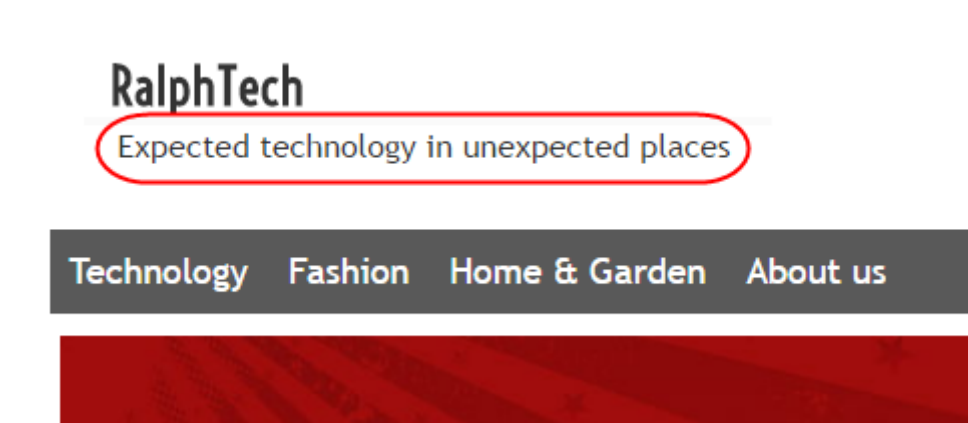 RalphTech
Expected technology in unexpected places
Technology Fashion Home & Garden About us